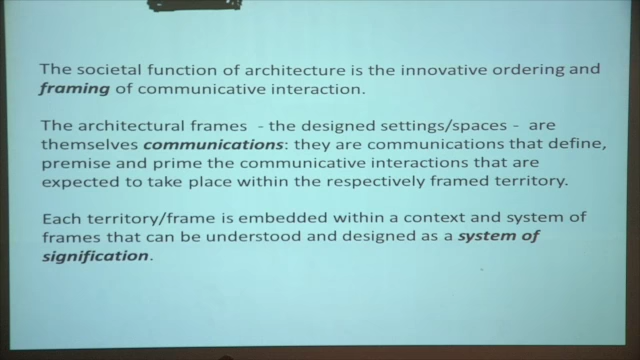 The societal function of architecture is the innovative ordering and
framing of communicative interaction.
The architectural frames - the designed settings/spaces - are
themselves communications: they are communications that define,
premise and prime the communicative interactions that are
expected to take place within the respectively framed territory.
Each territory/frame is embedded within a context and system of
frames that can be understood and designed as a system of
signification.